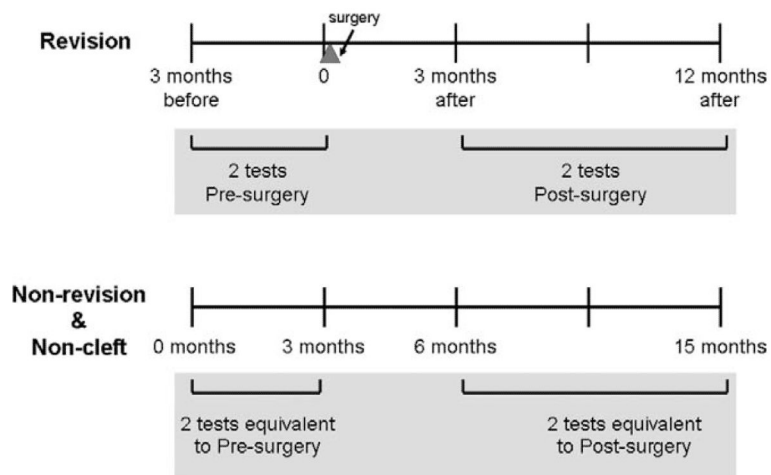 surgery
Revision
3 months before
0
3 months after
12 months after
2 tests
Pre-surgery
2 tests
Post-surgery
Non-revision
&
Non-cleft
0 months
3 months
6 months
15 months
2 tests equivalent
to Pre-surgery
2 tests equivalent
to Post-surgery